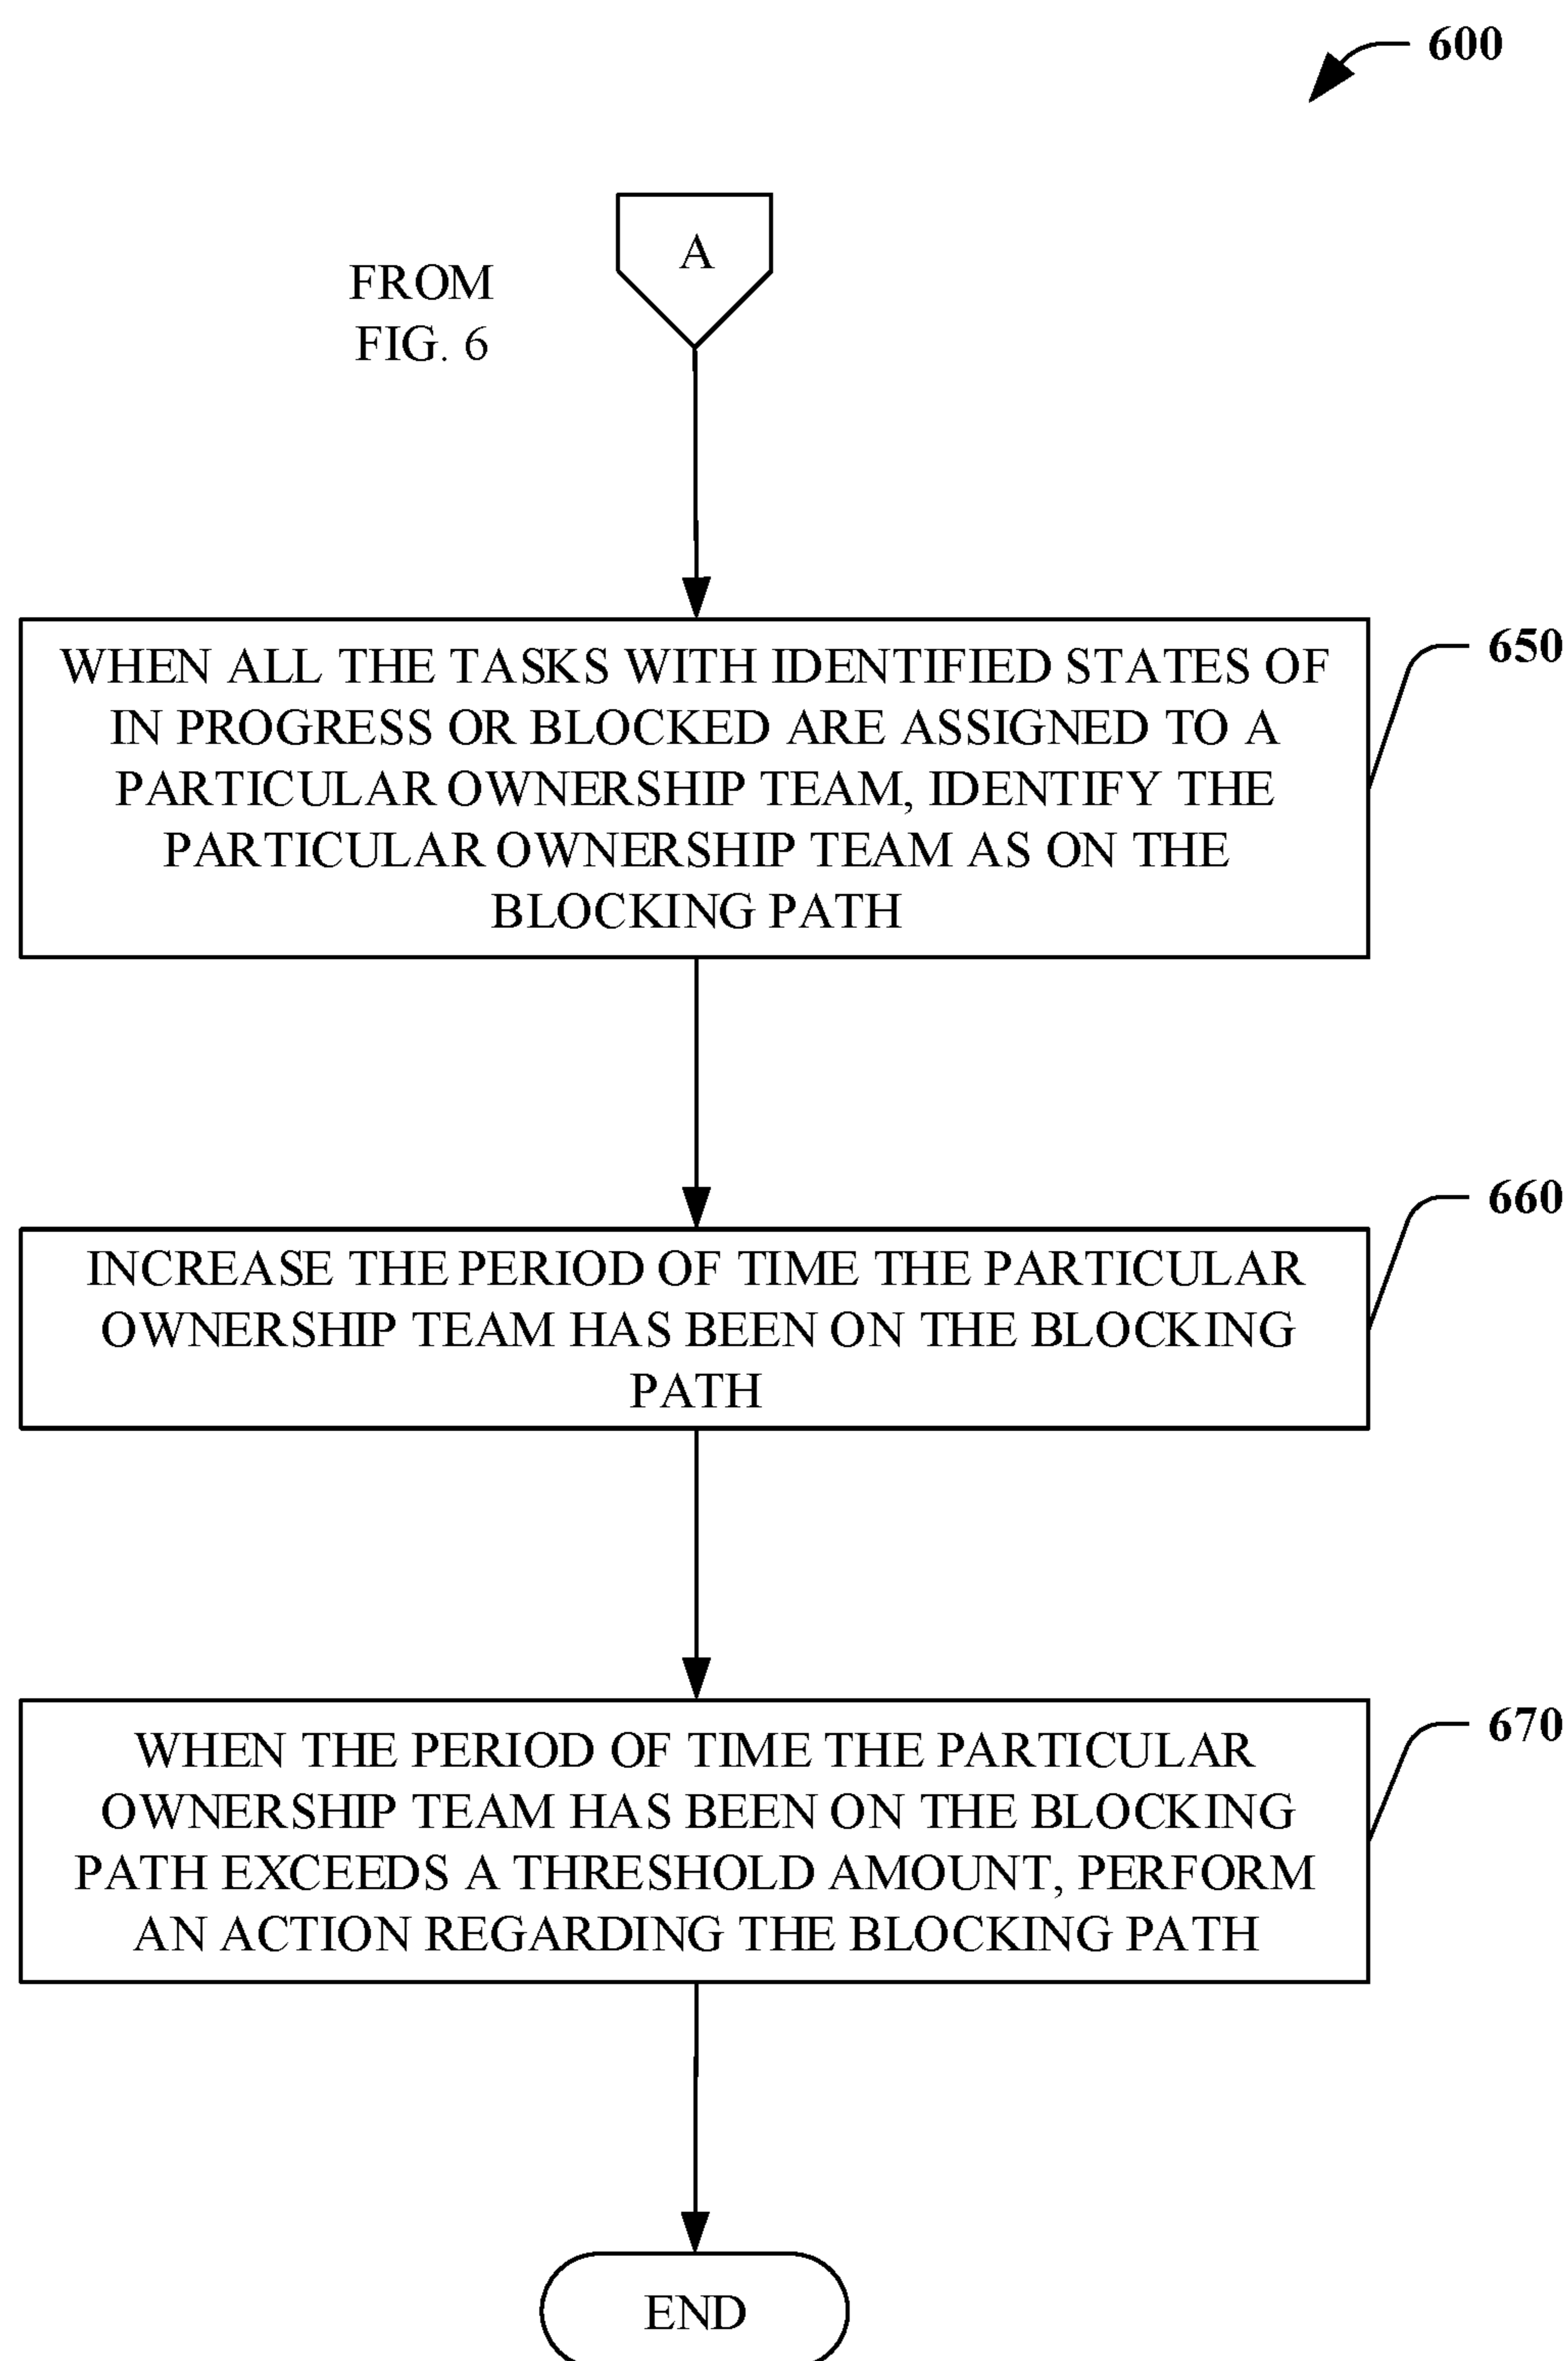 600
A
FROM
FIG. 6
WHEN ALL THE TASKS WITH IDENTIFIED STATES OF
IN PROGRESS OR BLOCKED ARE ASSIGNED TO A
PARTICULAR OWNERSHIP TEAM, IDENTIFY THE
PARTICULAR OWNERSHIP TEAM AS ON THE
BLOCKING PATH
650
INCREASE THE PERIOD OF TIME THE PARTICULAR
OWNERSHIP TEAM HAS BEEN ON THE BLOCKING
PATH
660
WHEN THE PERIOD OF TIME THE PARTICULAR
OWNERSHIP TEAM HAS BEEN ON THE BLOCKING
PATH EXCEEDS A THRESHOLD AMOUNT, PERFORM
AN ACTION REGARDING THE BLOCKING PATH
670
END